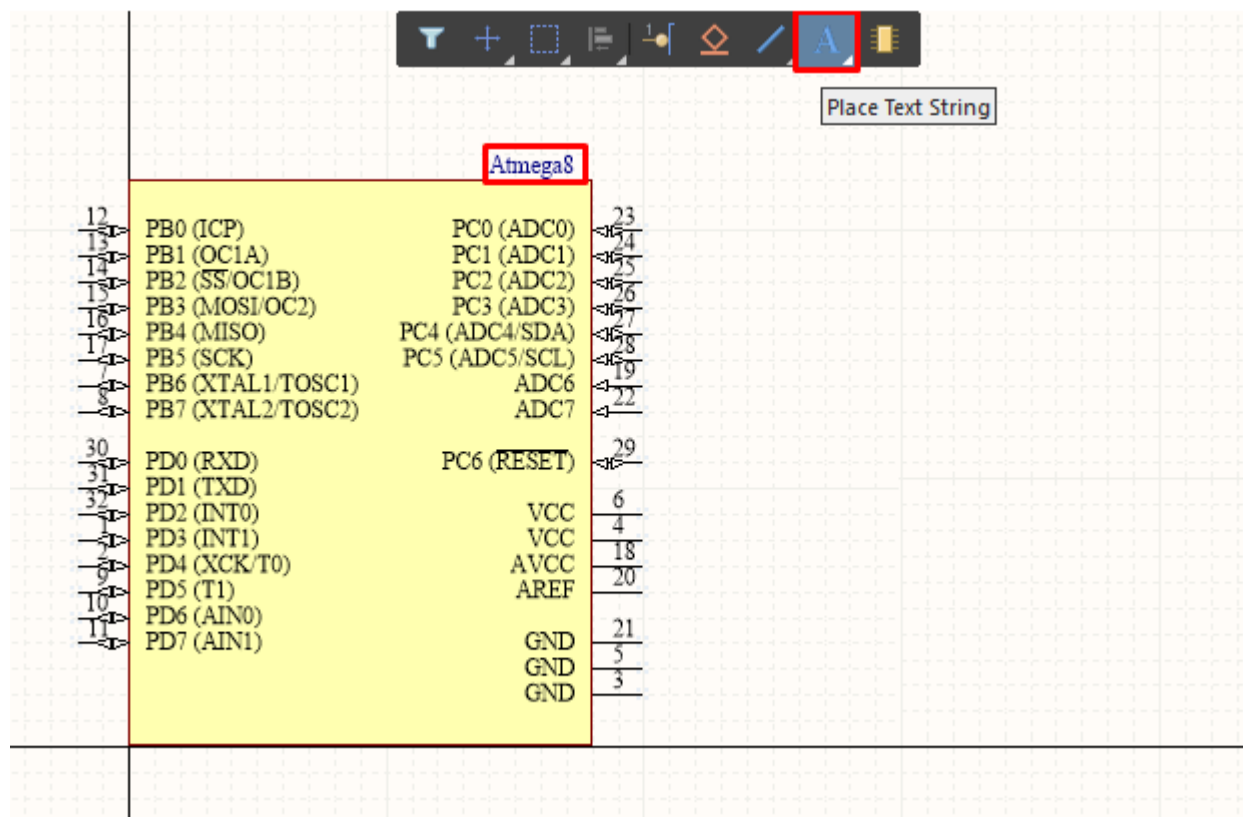 1
A
Place Text String
Atmega8
12 PB0 (ICP) PC0 (ADC0) 23
13 PB1 (OC1A) PC1 (ADC1) 24
14 PB2 (SS/OC1B) PC2 (ADC2) 25
15 PB3 (MOSI/OC2) PC3 (ADC3) 26
16 PB4 (MISO) PC4 (ADC4/SDA) 27
17 PB5 (SCK) PC5 (ADC5/SCL) 28
7 PB6 (XTAL1/TOSC1) ADC6 19
8 PB7 (XTAL2/TOSC2) ADC7 22
30 PD0 (RXD) PC6 (RESET) 29
31 PD1 (TXD)
32 PD2 (INT0) VCC 6
1 PD3 (INT1) VCC 4
2 PD4 (XCK/T0) AVCC 18
9 PD5 (T1) AREF 20
10 PD6 (AIN0)
11 PD7 (AIN1) GND 21
GND 5
GND 3